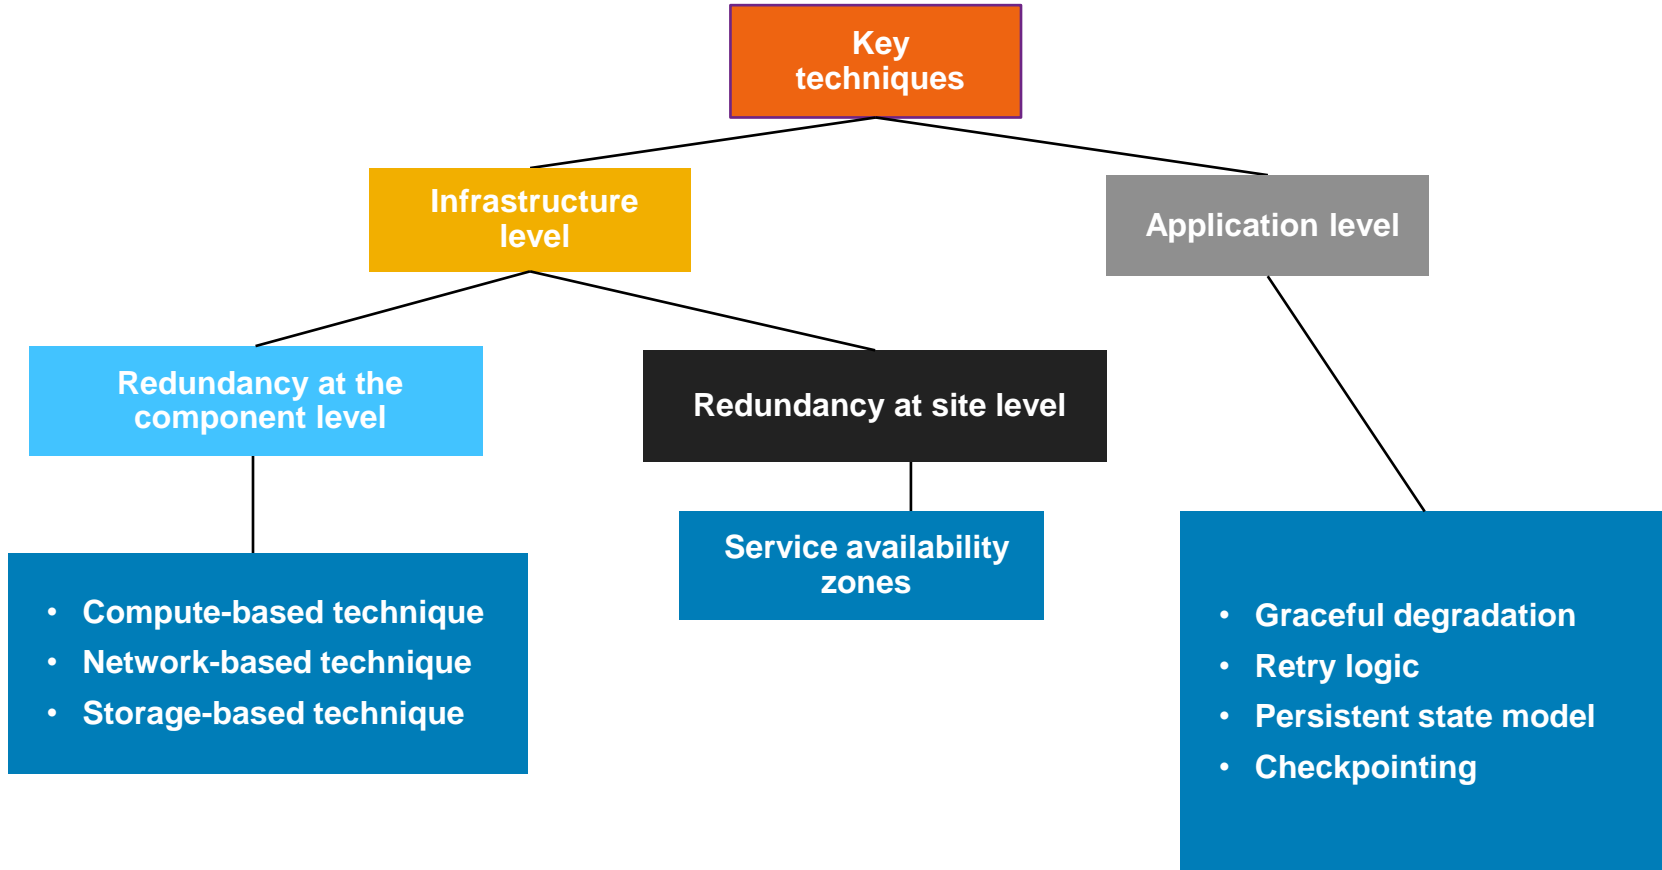 Key
techniques
Infrastructure
level
Application level
Redundancy at the
component level
Redundancy at site level
Service availability
zones
• Compute-based technique
• Network-based technique
• Storage-based technique
• Graceful degradation
• Retry logic
• Persistent state model
• Checkpointing